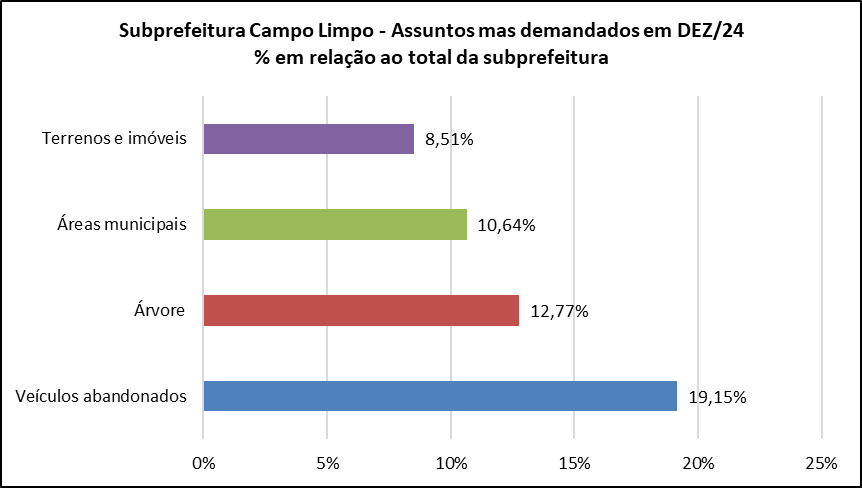 Subprefeitura Campo Limpo - Assuntos mas demandados em DEZ/24
% em relação ao total da subprefeitura
Terrenos e imóveis
8,51%
Áreas municipais
10,64%
Árvore
12,77%
Veículos abandonados
19,15%
0%
5%
10%
15%
20%
25%